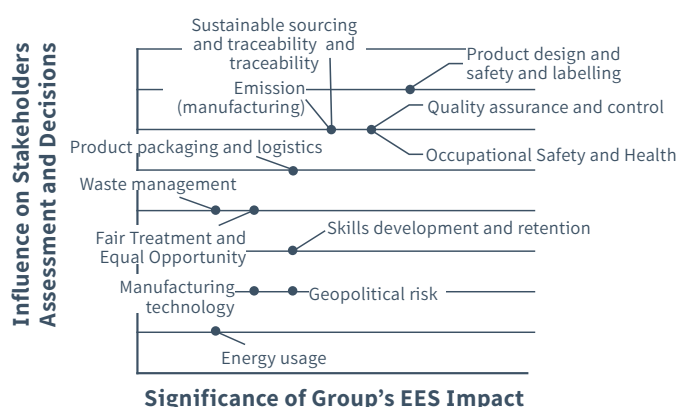 Influence on Stakeholders
Assessment and Decisions
Sustainable sourcing
and traceability and
traceability
Product design and
safety and labelling
Emission
(manufacturing)
Quality assurance and control
Product packaging and logistics
Occupational Safety and Health
Waste management
Fair Treatment and
Equal Opportunity
Skills development and retention
Manufacturing
technology
Geopolitical risk
Energy usage
Significance of Group's EES Impact